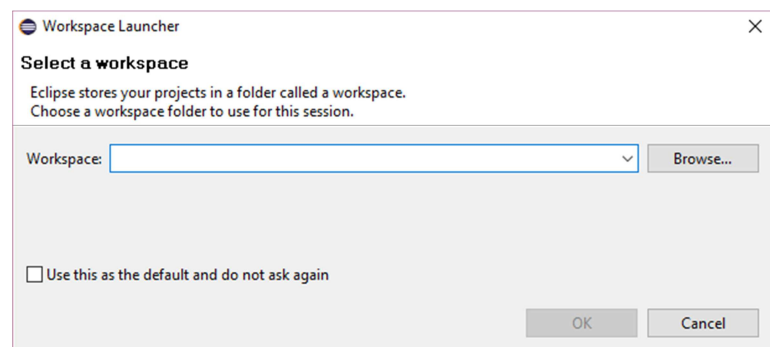 Workspace Launcher
Select a workspace
Eclipse stores your projects in a folder called a workspace.
Choose a workspace folder to use for this session.
Workspace: Browse...
Use this as the default and do not ask again
OK Cancel